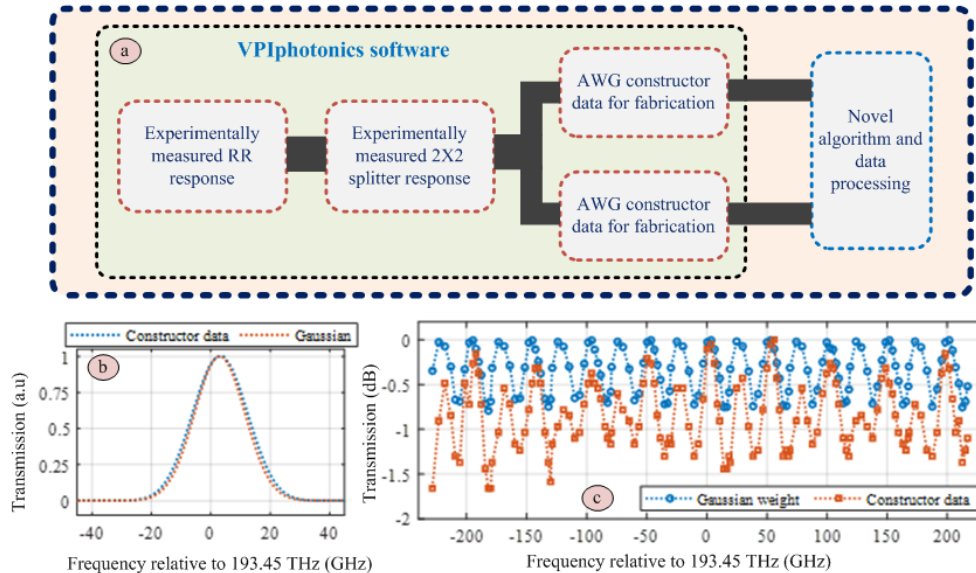 a
VPIphotonics software
Experimentally
measured RR
response
Experimentally
measured 2X2
splitter response
AWG constructor
data for fabrication
AWG constructor
data for fabrication
Novel
algorithm and
data
processing
Constructor data
Gaussian
b
Transmission (a.u)
1
0.75
0.5
0.25
0
-40
-20
0
20
40
Frequency relative to 193.45 THz (GHz)
Transmission (dB)
0
-0.5
-1
-1.5
-2
c
Gaussian weight
Constructor data
-200
-150
-100
-50
0
50
100
150
200
Frequency relative to 193.45 THz (GHz)